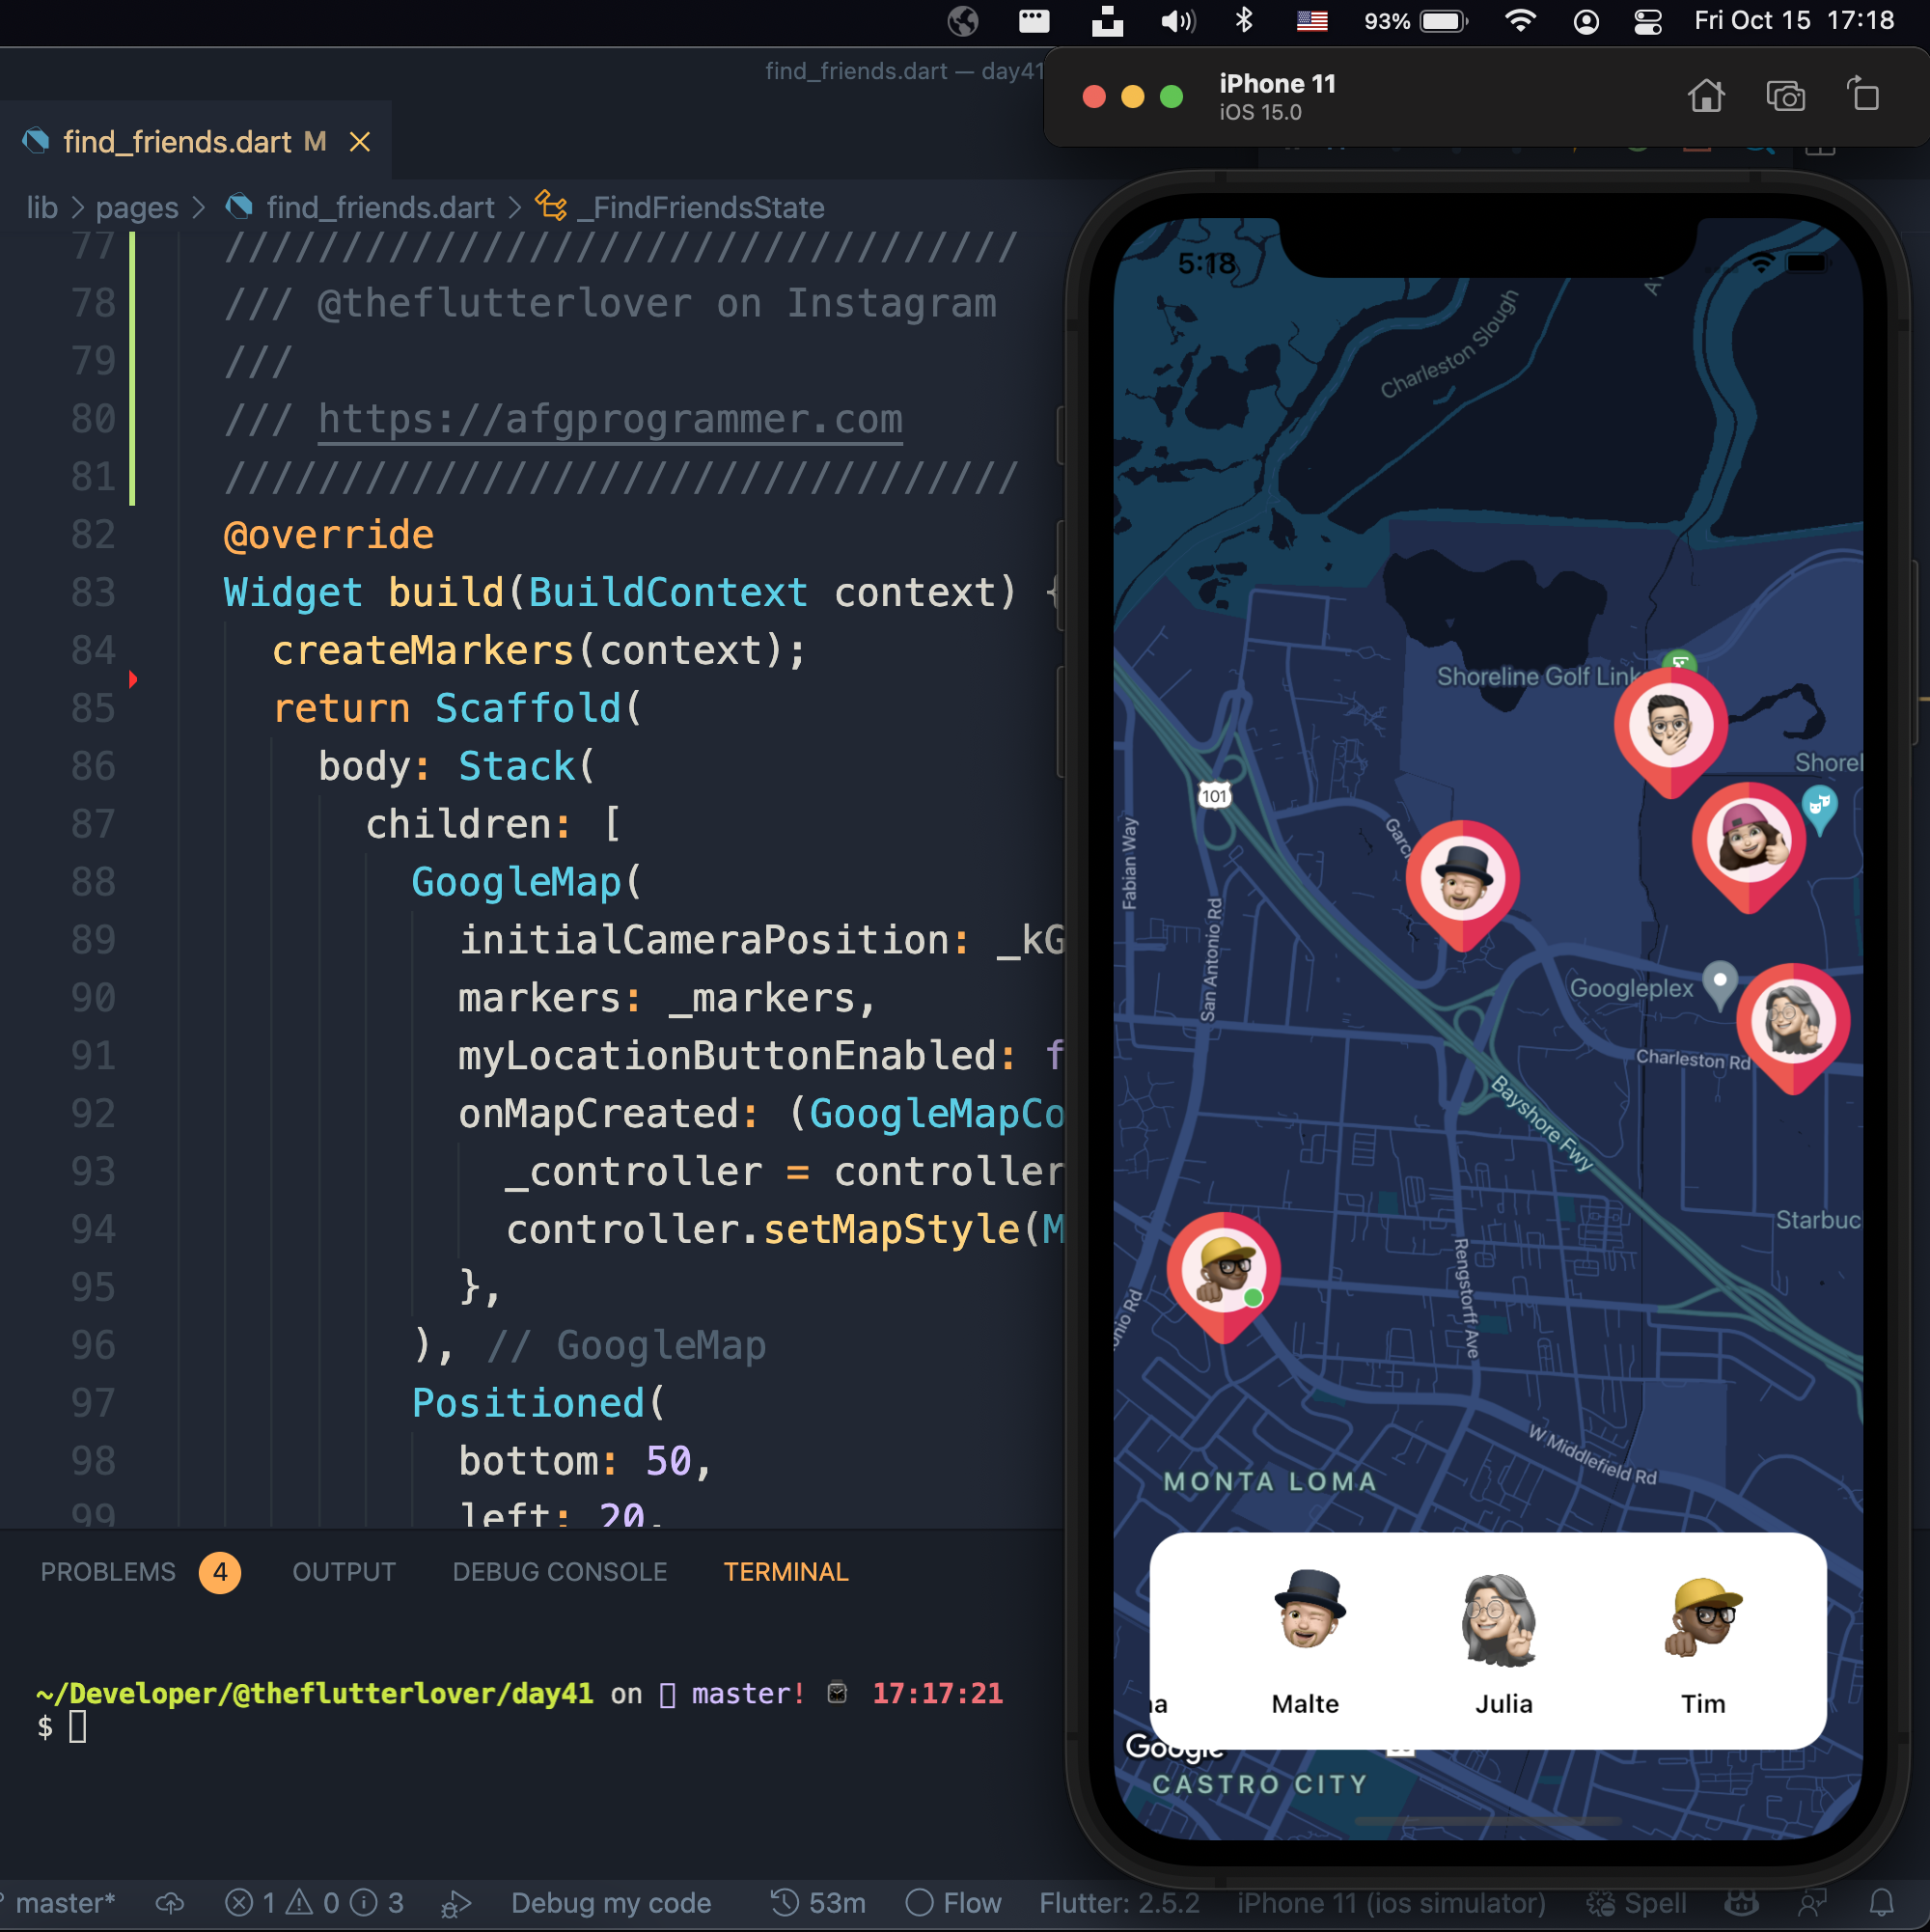 93%
Fri Oct 15 17:18
find_friends.dart — day41
iPhone 11
iOS 15.0
find_friends.dart M
lib > pages > find_friends.dart > _FindFriendsState
77 //////////////////////////////////
78 /// @theflutterlover on Instagram
79 ///
80 /// https://afgprogrammer.com
81 //////////////////////////////////
82 @override
83 Widget build(BuildContext context) {
84 createMarkers(context);
85 return Scaffold(
86 body: Stack(
87 children: [
88 GoogleMap(
89 initialCameraPosition: _kG
90 markers: _markers,
91 myLocationButtonEnabled: f
92 onMapCreated: (GoogleMapCo
93 _controller = controller
94 controller.setMapStyle(M
95 },
96 ), // GoogleMap
97 Positioned(
98 bottom: 50,
99 left: 20,
PROBLEMS 4 OUTPUT DEBUG CONSOLE TERMINAL
~/Developer/@theflutterlover/day41 on master! 17:17:21
$
master* 1 0 3 Debug my code 53m Flow Flutter: 2.5.2 iPhone 11 (ios simulator) Spell
5:18
Charleston Slough
Shoreline Golf Links
Shorel
101
Fabian Way
Garci
San Antonio Rd
Googleplex
Charleston Rd
Bayshore Fwy
Starbuc
Rengstorff Ave
onio Rd
W Middlefield Rd
MONTA LOMA
na Malte Julia Tim
Google
CASTRO CITY